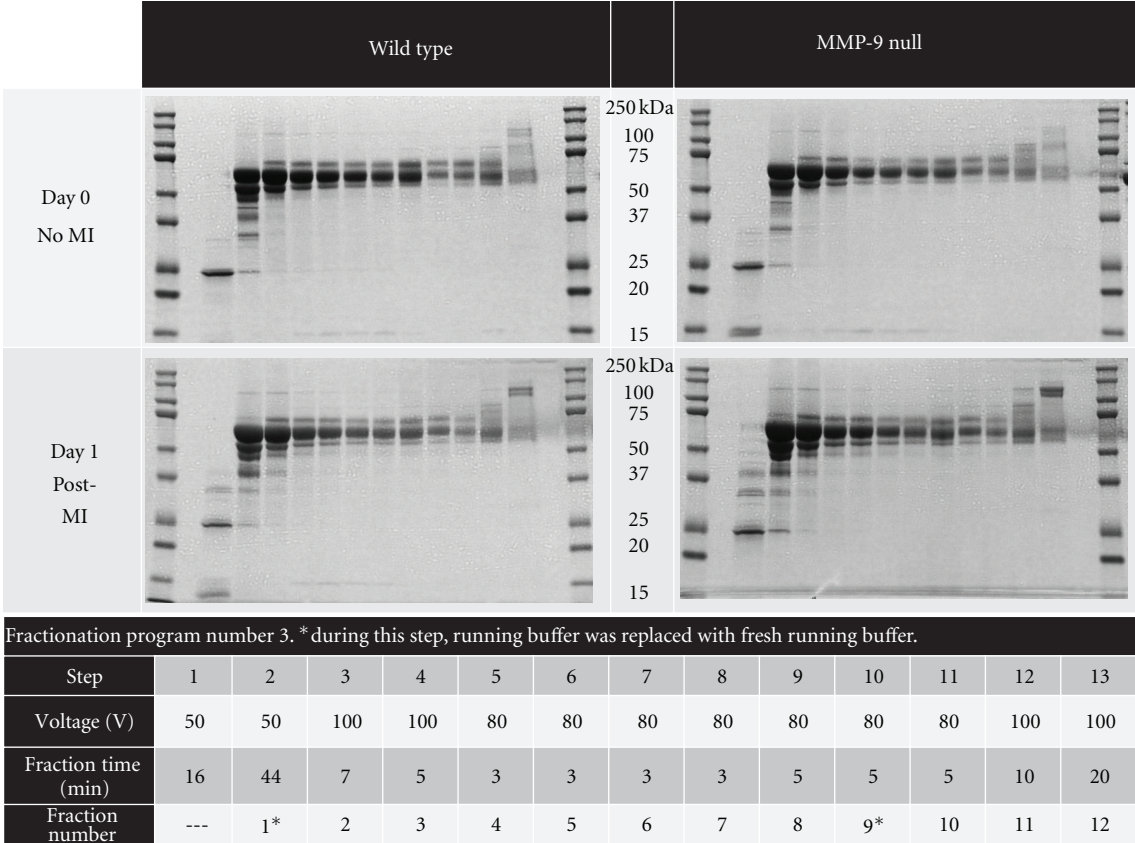 Wild type
MMP-9 null
Day 0
No MI
250 kDa
100
75
50
37
25
20
15
Day 1
Post-
MI
250 kDa
100
75
50
37
25
20
15
Fractionation program number 3. *during this step, running buffer was replaced with fresh running buffer.
Step 1 2 3 4 5 6 7 8 9 10 11 12 13
Voltage (V) 50 50 100 100 80 80 80 80 80 80 80 100 100
Fraction time
(min) 16 44 7 5 3 3 3 3 5 5 5 10 20
Fraction
number --- 1* 2 3 4 5 6 7 8 9* 10 11 12